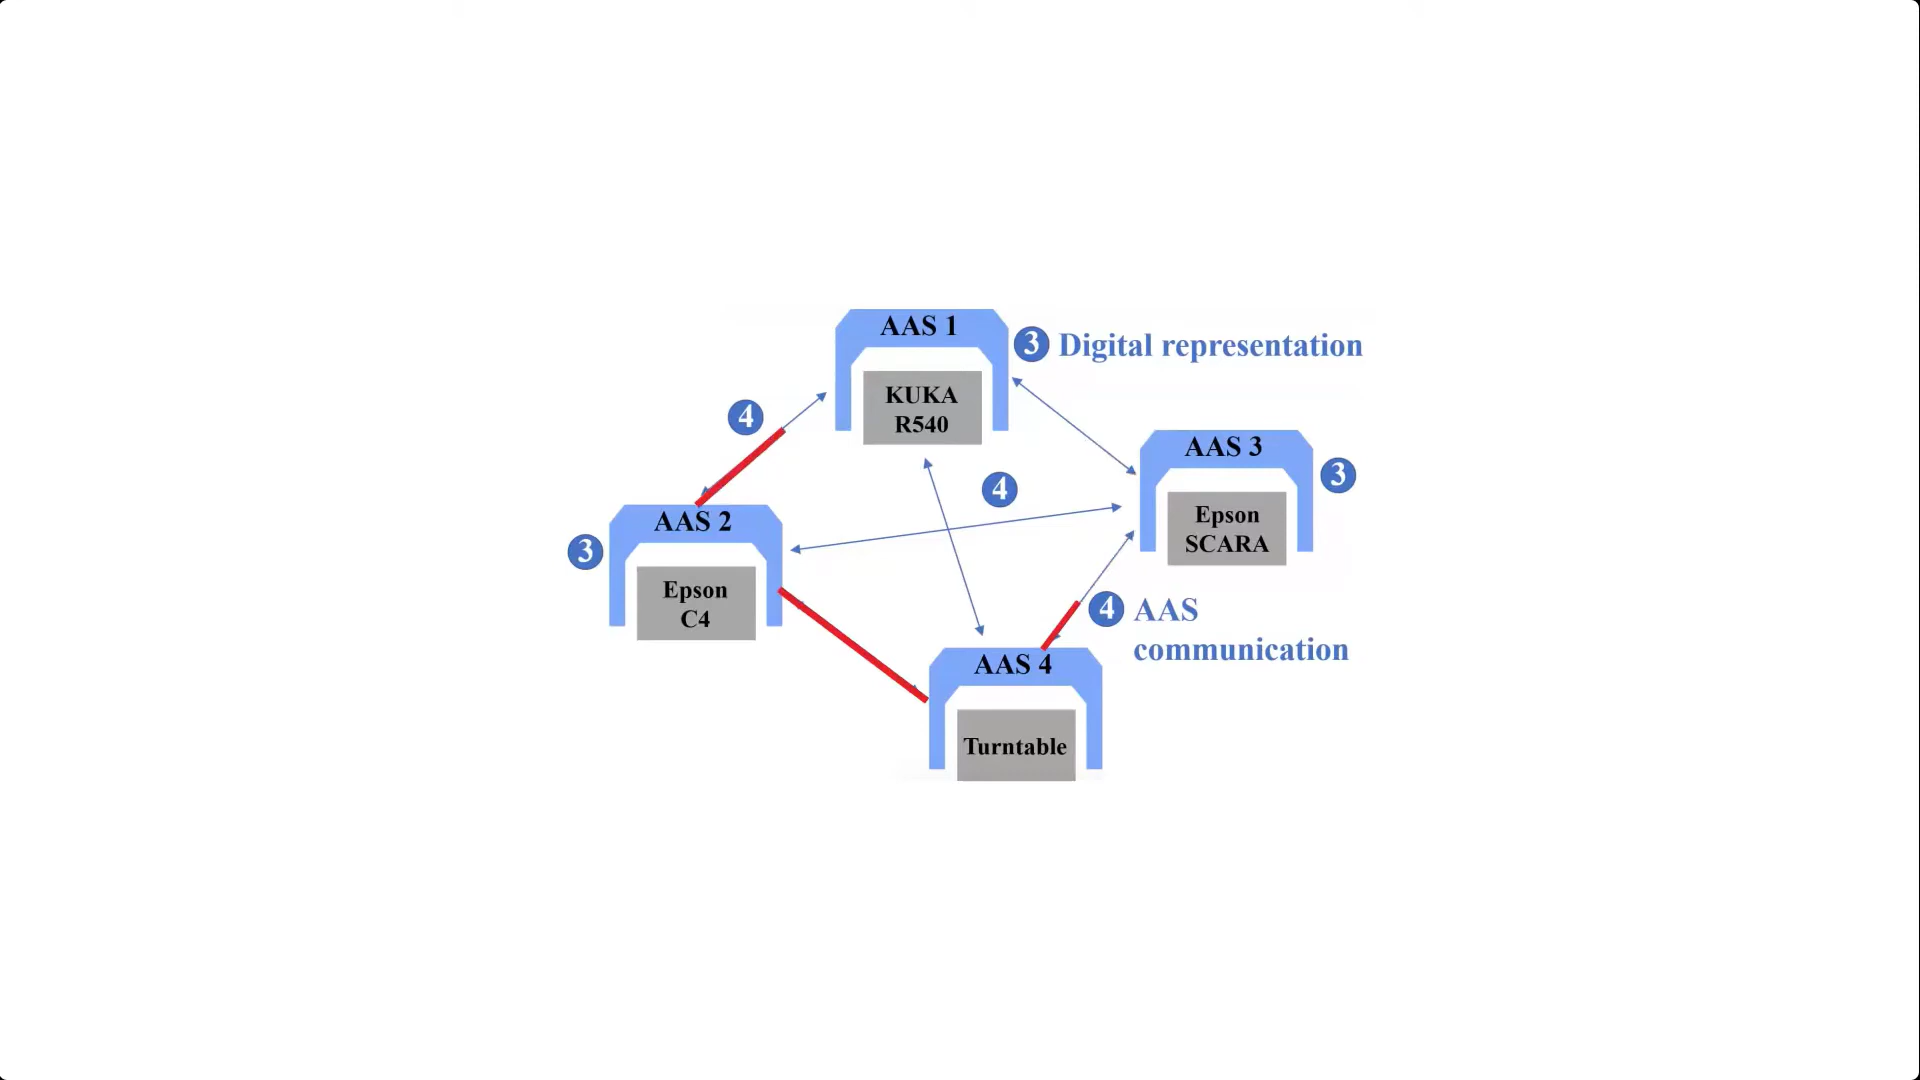 AAS 1
3 Digital representation
KUKA
R540
4
AAS 3
3
Epson
SCARA
4
AAS 2
3
Epson
C4
4 AAS
communication
AAS 4
Turntable